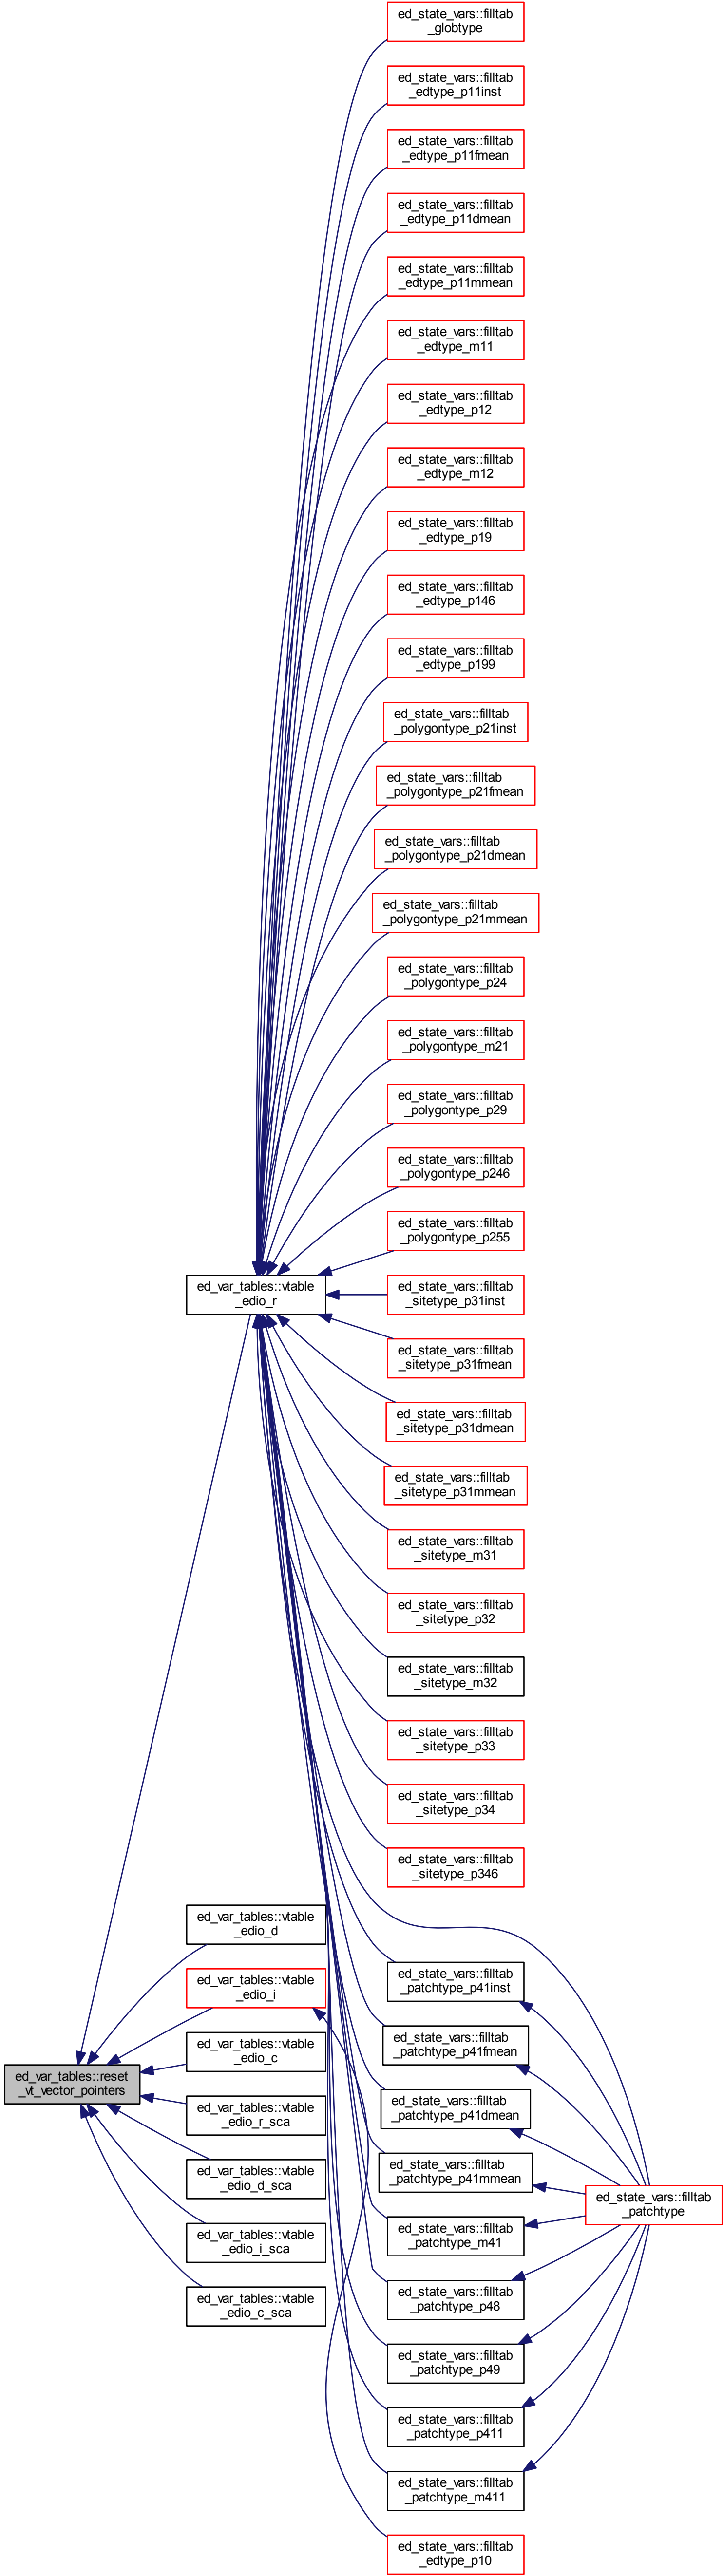 ed_state_vars::filltab
_globtype
ed_state_vars::filltab
_edtype_p11inst
ed_state_vars::filltab
_edtype_p11fmean
ed_state_vars::filltab
_edtype_p11dmean
ed_state_vars::filltab
_edtype_p11mmean
ed_state_vars::filltab
_edtype_m11
ed_state_vars::filltab
_edtype_p12
ed_state_vars::filltab
_edtype_m12
ed_state_vars::filltab
_edtype_p19
ed_state_vars::filltab
_edtype_p146
ed_state_vars::filltab
_edtype_p199
ed_state_vars::filltab
_polygontype_p21inst
ed_state_vars::filltab
_polygontype_p21fmean
ed_state_vars::filltab
_polygontype_p21dmean
ed_state_vars::filltab
_polygontype_p21mmean
ed_state_vars::filltab
_polygontype_p24
ed_state_vars::filltab
_polygontype_m21
ed_state_vars::filltab
_polygontype_p29
ed_state_vars::filltab
_polygontype_p246
ed_state_vars::filltab
_polygontype_p255
ed_var_tables::vtable
_edio_r
ed_state_vars::filltab
_sitetype_p31inst
ed_state_vars::filltab
_sitetype_p31fmean
ed_state_vars::filltab
_sitetype_p31dmean
ed_state_vars::filltab
_sitetype_p31mmean
ed_state_vars::filltab
_sitetype_m31
ed_state_vars::filltab
_sitetype_p32
ed_state_vars::filltab
_sitetype_m32
ed_state_vars::filltab
_sitetype_p33
ed_state_vars::filltab
_sitetype_p34
ed_state_vars::filltab
_sitetype_p346
ed_var_tables::vtable
_edio_d
ed_var_tables::vtable
_edio_i
ed_var_tables::vtable
_edio_c
ed_var_tables::reset
_vt_vector_pointers
ed_var_tables::vtable
_edio_r_sca
ed_var_tables::vtable
_edio_d_sca
ed_var_tables::vtable
_edio_i_sca
ed_var_tables::vtable
_edio_c_sca
ed_state_vars::filltab
_patchtype_p41inst
ed_state_vars::filltab
_patchtype_p41fmean
ed_state_vars::filltab
_patchtype_p41dmean
ed_state_vars::filltab
_patchtype_p41mmean
ed_state_vars::filltab
_patchtype
ed_state_vars::filltab
_patchtype_m41
ed_state_vars::filltab
_patchtype_p48
ed_state_vars::filltab
_patchtype_p49
ed_state_vars::filltab
_patchtype_p411
ed_state_vars::filltab
_patchtype_m411
ed_state_vars::filltab
_edtype_p10